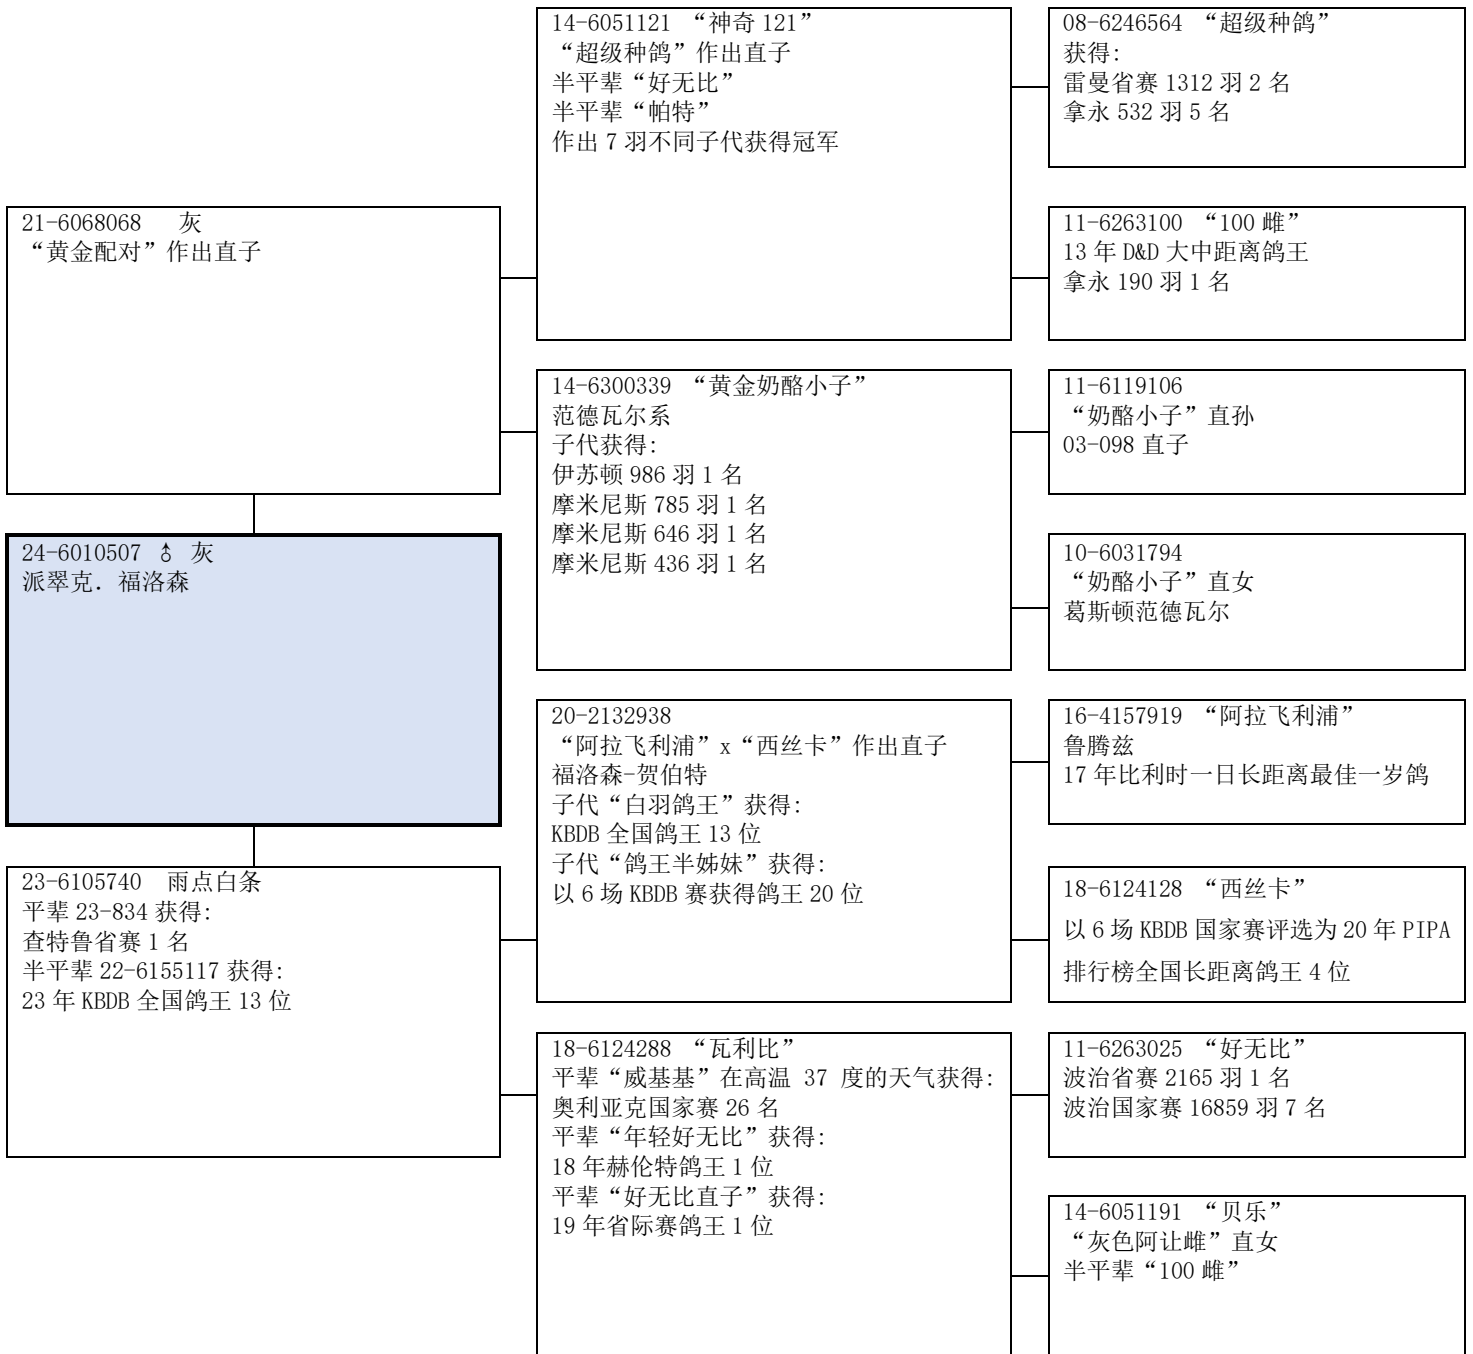 21-6068068 灰
“黄金配对”作出直子
24-6010507 ♂ 灰
派翠克. 福洛森
23-6105740 雨点白条
平辈 23-834 获得:
查特鲁省赛 1 名
半平辈 22-6155117 获得:
23 年 KBDB 全国鸽王 13 位
14-6051121 “神奇 121”
“超级种鸽”作出直子
半平辈“好无比”
半平辈“帕特”
作出 7 羽不同子代获得冠军
14-6300339 “黄金奶酪小子”
范德瓦尔系
子代获得:
伊苏顿 986 羽 1 名
摩米尼斯 785 羽 1 名
摩米尼斯 646 羽 1 名
摩米尼斯 436 羽 1 名
20-2132938
“阿拉飞利浦”x“西丝卡”作出直子
福洛森-贺伯特
子代“白羽鸽王”获得:
KBDB 全国鸽王 13 位
子代“鸽王半姊妹”获得:
以 6 场 KBDB 赛获得鸽王 20 位
18-6124288 “瓦利比”
平辈“威基基”在高温 37 度的天气获得:
奥利亚克国家赛 26 名
平辈“年轻好无比”获得:
18 年赫伦特鸽王 1 位
平辈“好无比直子”获得:
19 年省际赛鸽王 1 位
08-6246564 “超级种鸽”
获得:
雷曼省赛 1312 羽 2 名
拿永 532 羽 5 名
11-6263100 “100 雌”
13 年 D&D 大中距离鸽王
拿永 190 羽 1 名
11-6119106
“奶酪小子”直孙
03-098 直子
10-6031794
“奶酪小子”直女
葛斯顿范德瓦尔
16-4157919 “阿拉飞利浦”
鲁腾兹
17 年比利时一日长距离最佳一岁鸽
18-6124128 “西丝卡”
以 6 场 KBDB 国家赛评选为 20 年 PIPA
排行榜全国长距离鸽王 4 位
11-6263025 “好无比”
波治省赛 2165 羽 1 名
波治国家赛 16859 羽 7 名
14-6051191 “贝乐”
“灰色阿让雌”直女
半平辈“100 雌”